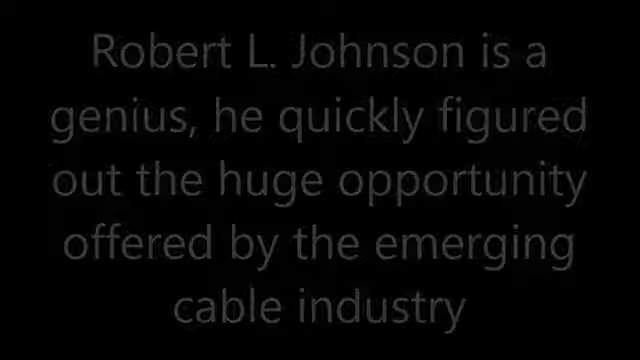 Robert L. Johnson is a
genius, he quickly figured
out the huge opportunity
offered by the emerging
cable industry